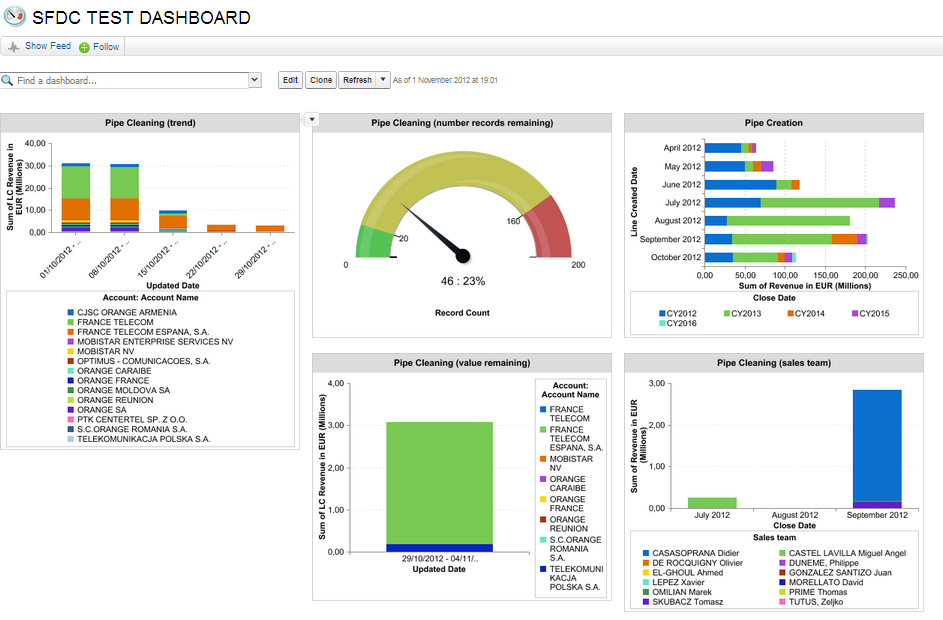 SFDC TEST DASHBOARD
Show Feed Follow
Find a dashboard...
Edit Clone Refresh As of 1 November 2012 at 19:01
Pipe Cleaning (trend)
Sum of LC Revenue in
EUR (Millions)
40,00
30,00
20,00
10,00
0,00
01/10/2012 - ..
08/10/2012 - ..
15/10/2012 - ..
22/10/2012 - ..
29/10/2012 - ..
Updated Date
Account: Account Name
CJSC ORANGE ARMENIA
FRANCE TELECOM
FRANCE TELECOM ESPANA, S.A.
MOBISTAR ENTERPRISE SERVICES NV
MOBISTAR NV
OPTIMUS - COMUNICACOES, S.A.
ORANGE CARAIBE
ORANGE FRANCE
ORANGE MOLDOVA SA
ORANGE REUNION
ORANGE SA
PTK CENTERTEL SP. Z O.O.
S.C.ORANGE ROMANIA S.A.
TELEKOMUNIKACJA POLSKA S.A.
Pipe Cleaning (number records remaining)
0
20
160
200
46 : 23%
Record Count
Pipe Creation
Line Created Date
April 2012
May 2012
June 2012
July 2012
August 2012
September 2012
October 2012
0,00 50,00 100,00 150,00 200,00 250,00
Sum of Revenue in EUR (Millions)
Close Date
CY2012 CY2013 CY2014 CY2015
CY2016
Pipe Cleaning (value remaining)
Sum of LC Revenue in EUR (Millions)
4,00
3,00
2,00
1,00
0,00
29/10/2012 - 04/11/..
Updated Date
Account:
Account Name
FRANCE
TELECOM
FRANCE
TELECOM
ESPANA, S.A.
MOBISTAR
NV
ORANGE
CARAIBE
ORANGE
FRANCE
ORANGE
REUNION
S.C.ORANGE
ROMANIA
S.A.
TELEKOMUNI
KACJA
POLSKA S.A.
Pipe Cleaning (sales team)
Sum of Revenue in EUR
(Millions)
3,00
2,00
1,00
0,00
July 2012 August 2012 September 2012
Close Date
Sales team
CASASOPRANA Didier CASTEL LAVILLA Miguel Angel
DE ROCQUIGNY Olivier DUNEME, Philippe
EL-GHOUL Ahmed GONZALEZ SANTIZO Juan
LEPEZ Xavier MORELLATO David
OMILIAN Marek PRIME Thomas
SKUBACZ Tomasz TUTUS, Zeljko